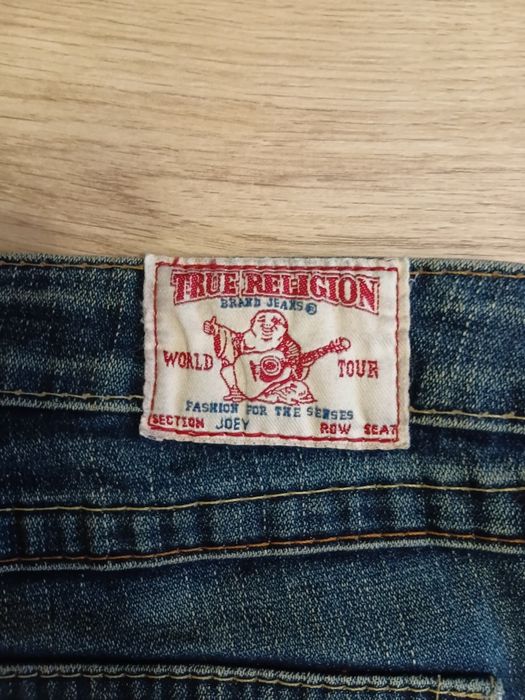 TRUE RELIGION
BRAND JEANS®
WORLD TOUR
FASHION FOR THE SENSES
SECTION JOEY ROW SEAT